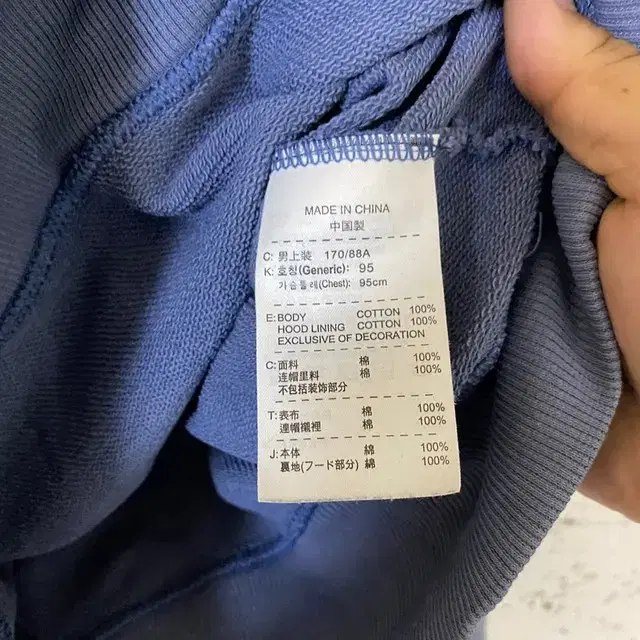 MADE IN CHINA
中国製
C: 男上裝 170/88A
K: 호칭(Generic): 95
가슴둘레(Chest): 95cm
E: BODY COTTON 100%
HOOD LINING COTTON 100%
EXCLUSIVE OF DECORATION
C: 面料 棉 100%
连帽里料 棉 100%
不包括装饰部分
T: 表布 棉 100%
連帽襯裡 棉 100%
J: 本体 綿 100%
裏地(フード部分) 綿 100%